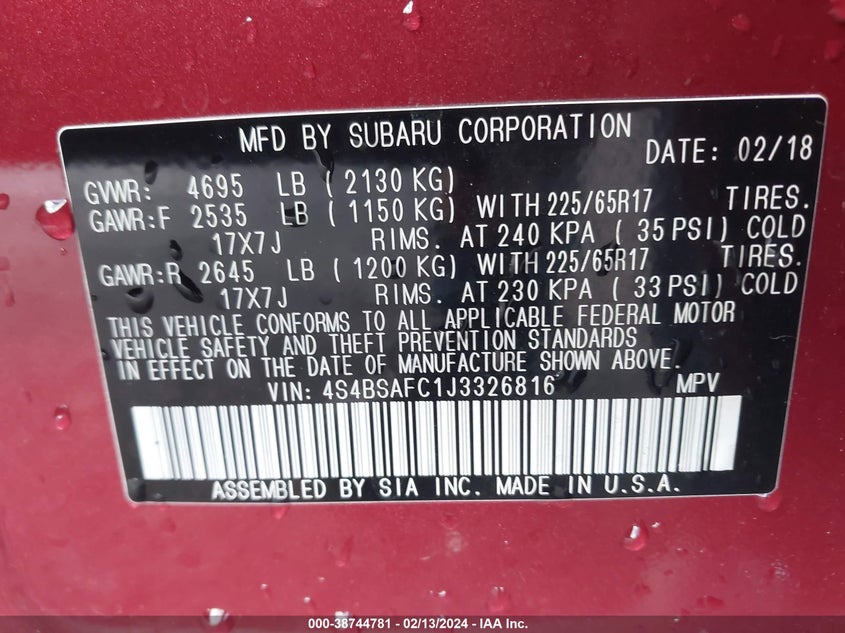 MFD BY SUBARU CORPORATION
DATE: 02/18
GVWR: 4695 LB ( 2130 KG)
GAWR:F 2535 LB ( 1150 KG) WITH 225/65R17 TIRES.
17X7J RIMS. AT 240 KPA ( 35 PSI) COLD
GAWR:R 2645 LB ( 1200 KG) WITH 225/65R17 TIRES.
17X7J RIMS. AT 230 KPA ( 33 PSI) COLD
THIS VEHICLE CONFORMS TO ALL APPLICABLE FEDERAL MOTOR
VEHICLE SAFETY AND THEFT PREVENTION STANDARDS
IN EFFECT ON THE DATE OF MANUFACTURE SHOWN ABOVE.
VIN: 4S4BSAFC1J3326816 MPV
ASSEMBLED BY SIA INC. MADE IN U.S.A.
000-38744781 - 02/13/2024 - IAA Inc.